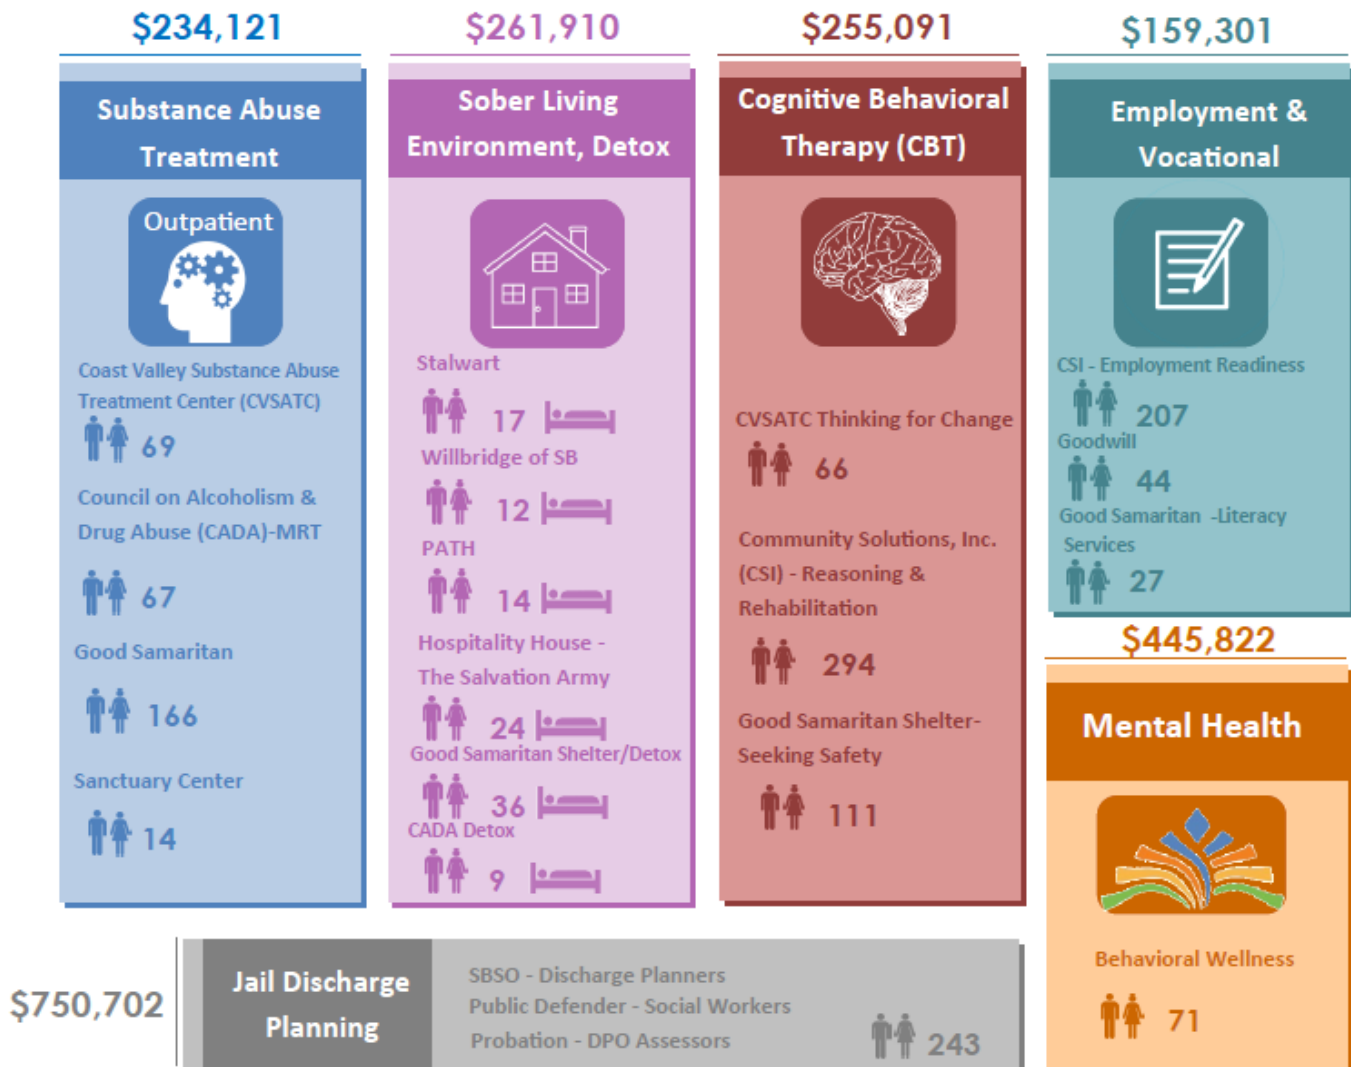 $234,121
Substance Abuse
Treatment
Outpatient
Coast Valley Substance Abuse
Treatment Center (CVSATC)
69
Council on Alcoholism &
Drug Abuse (CADA)-MRT
67
Good Samaritan
166
Sanctuary Center
14
$261,910
Sober Living
Environment, Detox
Stalwart
17
Willbridge of SB
12
PATH
14
Hospitality House -
The Salvation Army
24
Good Samaritan Shelter/Detox
36
CADA Detox
9
$255,091
Cognitive Behavioral
Therapy (CBT)
CVSATC Thinking for Change
66
Community Solutions, Inc.
(CSI) - Reasoning &
Rehabilitation
294
Good Samaritan Shelter-
Seeking Safety
111
$159,301
Employment &
Vocational
CSI - Employment Readiness
207
Goodwill
44
Good Samaritan -Literacy
Services
27
$445,822
Mental Health
Behavioral Wellness
71
$750,702
Jail Discharge
Planning
SBSO - Discharge Planners
Public Defender - Social Workers
Probation - DPO Assessors
243